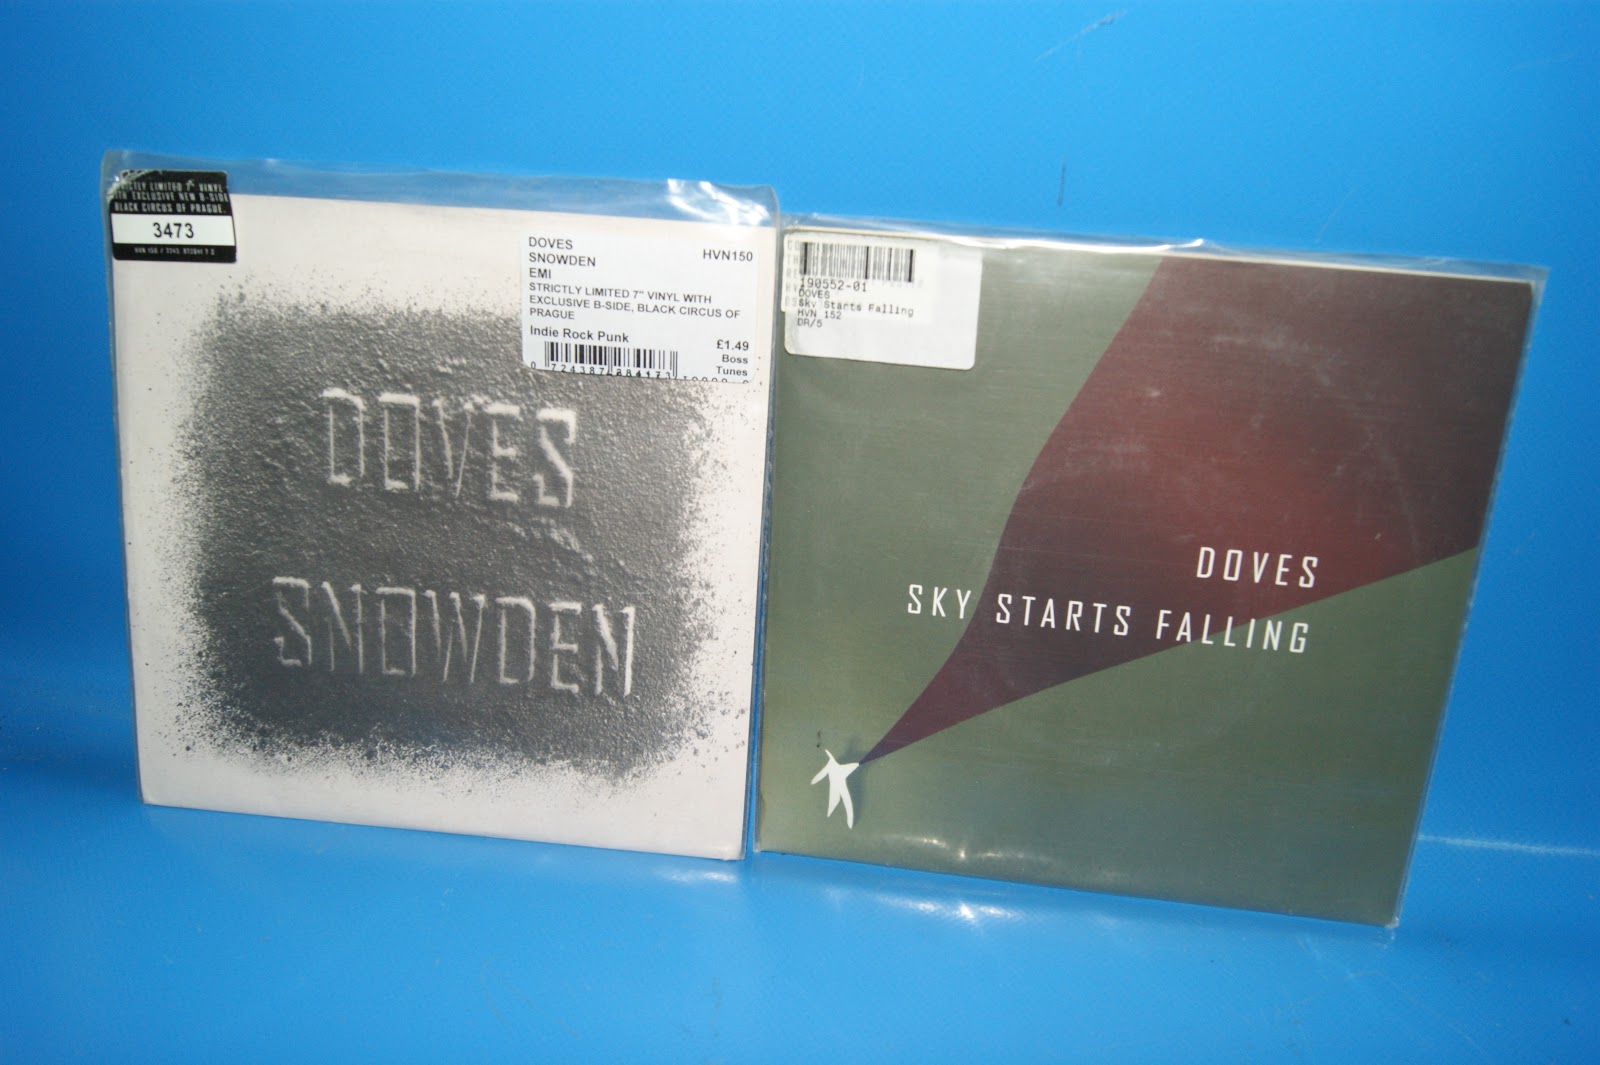 STRICTLY LIMITED 7" VINYL
WITH EXCLUSIVE NEW B-SIDE
BLACK CIRCUS OF PRAGUE.
3473
DOVES
HVN150
SNOWDEN
EMI
STRICTLY LIMITED 7" VINYL WITH
EXCLUSIVE B-SIDE, BLACK CIRCUS OF
PRAGUE
Indie Rock Punk
£1.49
Boss
Tunes
DOVES
SNOWDEN
190552-01
DOVES
Sky Starts Falling
HVN 152
DR/5
DOVES
SKY STARTS FALLING